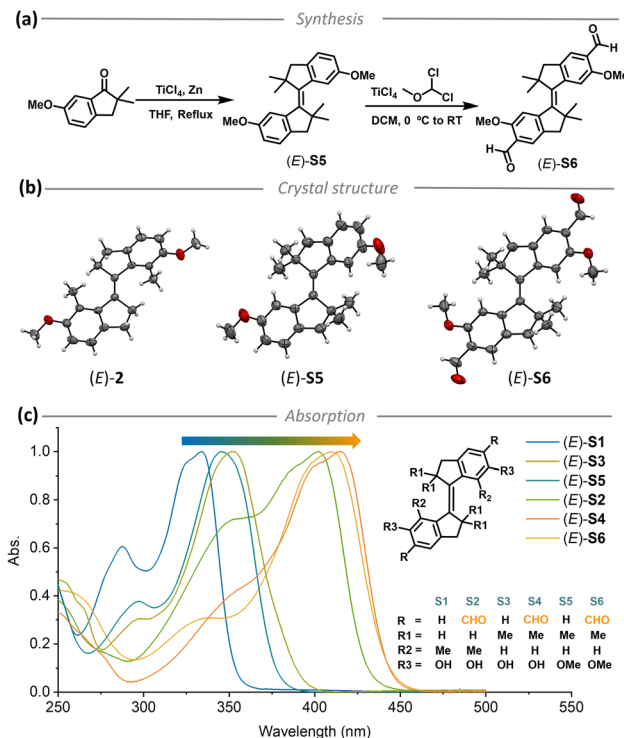 (a) Synthesis
O
MeO
TiCl4, Zn
THF, Reflux
OMe
MeO
(E)-S5
TiCl4
O
Cl
Cl
DCM, 0 ºC to RT
O
OMe
MeO
O
(E)-S6
(b) Crystal structure
(E)-2
(E)-S5
(E)-S6
(c) Absorption
Abs.
1.0
0.8
0.6
0.4
0.2
0.0
250 300 350 400 450 500 550
Wavelength (nm)
R
R1
R1
R3
R2
R2
R1
R3
R1
R
(E)-S1
(E)-S3
(E)-S5
(E)-S2
(E)-S4
(E)-S6
S1 S2 S3 S4 S5 S6
R = H CHO H CHO H CHO
R1 = H H Me Me Me Me
R2 = Me Me H H H H
R3 = OH OH OH OH OMe OMe